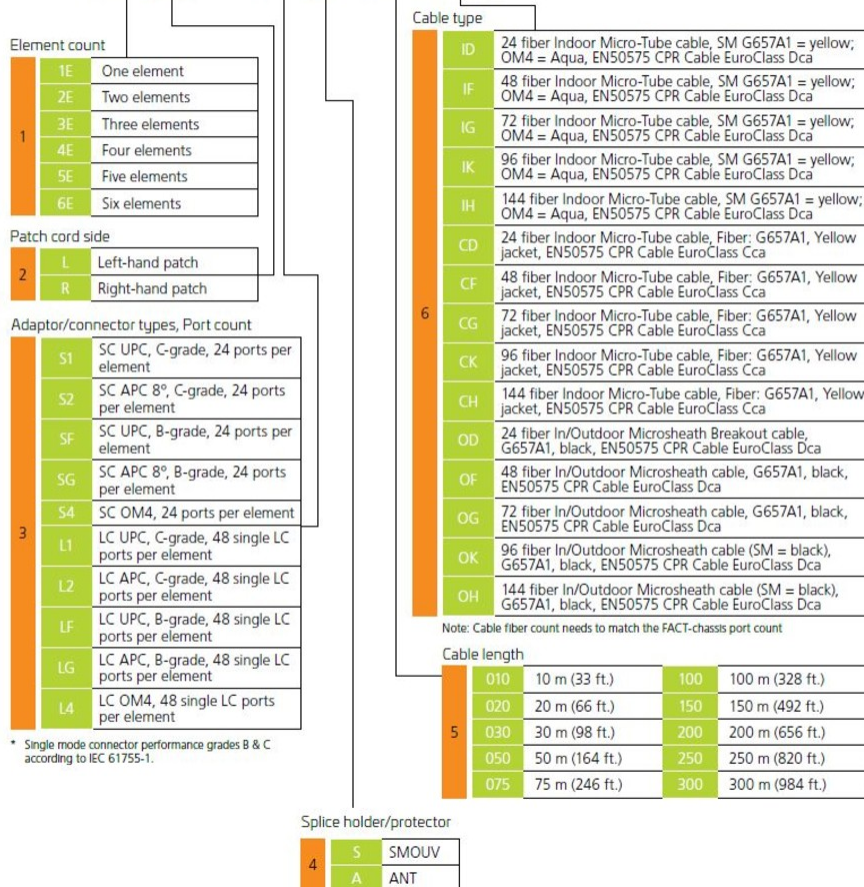 Element count
1
1E One element
2E Two elements
3E Three elements
4E Four elements
5E Five elements
6E Six elements
Patch cord side
2
L Left-hand patch
R Right-hand patch
Adaptor/connector types, Port count
3
S1 SC UPC, C-grade, 24 ports per
element
S2 SC APC 8º, C-grade, 24 ports
per element
SF SC UPC, B-grade, 24 ports per
element
SG SC APC 8º, B-grade, 24 ports
per element
S4 SC OM4, 24 ports per element
L1 LC UPC, C-grade, 48 single LC
ports per element
L2 LC APC, C-grade, 48 single LC
ports per element
LF LC UPC, B-grade, 48 single LC
ports per element
LG LC APC, B-grade, 48 single LC
ports per element
L4 LC OM4, 48 single LC ports
per element
* Single mode connector performance grades B & C
according to IEC 61755-1.
Splice holder/protector
4
S SMOUV
A ANT
Cable type
6
ID 24 fiber Indoor Micro-Tube cable, SM G657A1 = yellow;
OM4 = Aqua, EN50575 CPR Cable EuroClass Dca
IF 48 fiber Indoor Micro-Tube cable, SM G657A1 = yellow;
OM4 = Aqua, EN50575 CPR Cable EuroClass Dca
IG 72 fiber Indoor Micro-Tube cable, SM G657A1 = yellow;
OM4 = Aqua, EN50575 CPR Cable EuroClass Dca
IK 96 fiber Indoor Micro-Tube cable, SM G657A1 = yellow;
OM4 = Aqua, EN50575 CPR Cable EuroClass Dca
IH 144 fiber Indoor Micro-Tube cable, SM G657A1 = yellow;
OM4 = Aqua, EN50575 CPR Cable EuroClass Dca
CD 24 fiber Indoor Micro-Tube cable, Fiber: G657A1, Yellow
jacket, EN50575 CPR Cable EuroClass Cca
CF 48 fiber Indoor Micro-Tube cable, Fiber: G657A1, Yellow
jacket, EN50575 CPR Cable EuroClass Cca
CG 72 fiber Indoor Micro-Tube cable, Fiber: G657A1, Yellow
jacket, EN50575 CPR Cable EuroClass Cca
CK 96 fiber Indoor Micro-Tube cable, Fiber: G657A1, Yellow
jacket, EN50575 CPR Cable EuroClass Cca
CH 144 fiber Indoor Micro-Tube cable, Fiber: G657A1, Yellow
jacket, EN50575 CPR Cable EuroClass Cca
OD 24 fiber In/Outdoor Microsheath Breakout cable,
G657A1, black, EN50575 CPR Cable EuroClass Dca
OF 48 fiber In/Outdoor Microsheath cable, G657A1, black,
EN50575 CPR Cable EuroClass Dca
OG 72 fiber In/Outdoor Microsheath cable, G657A1, black,
EN50575 CPR Cable EuroClass Dca
OK 96 fiber In/Outdoor Microsheath cable (SM = black),
G657A1, black, EN50575 CPR Cable EuroClass Dca
OH 144 fiber In/Outdoor Microsheath cable (SM = black),
G657A1, black, EN50575 CPR Cable EuroClass Dca
Note: Cable fiber count needs to match the FACT-chassis port count
Cable length
5
010 10 m (33 ft.) 100 100 m (328 ft.)
020 20 m (66 ft.) 150 150 m (492 ft.)
030 30 m (98 ft.) 200 200 m (656 ft.)
050 50 m (164 ft.) 250 250 m (820 ft.)
075 75 m (246 ft.) 300 300 m (984 ft.)